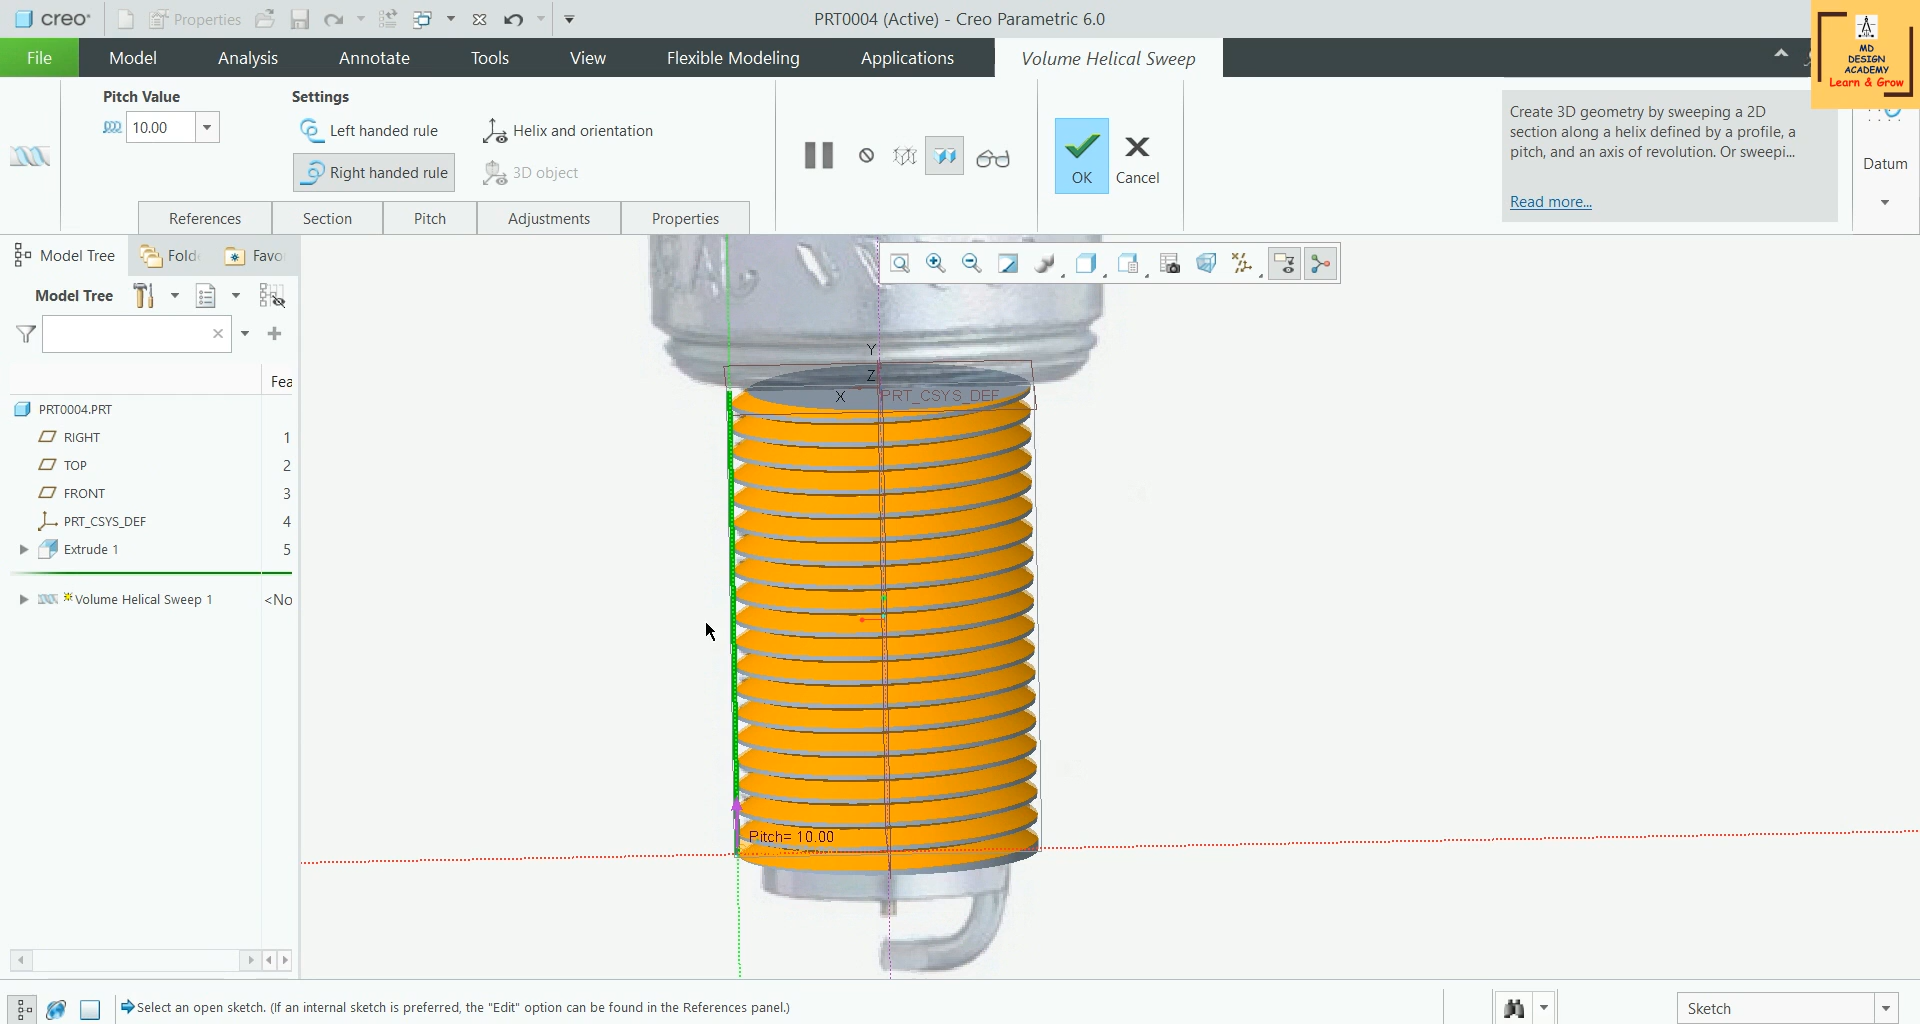 creo
Properties
PRT0004 (Active) - Creo Parametric 6.0
File
Model
Analysis
Annotate
Tools
View
Flexible Modeling
Applications
Volume Helical Sweep
MD
DESIGN
ACADEMY
Learn & Grow
Pitch Value
10.00
Settings
Left handed rule
Right handed rule
Helix and orientation
3D object
OK
Cancel
Create 3D geometry by sweeping a 2D
section along a helix defined by a profile, a
pitch, and an axis of revolution. Or sweepi...
Read more...
Datum
References
Section
Pitch
Adjustments
Properties
Model Tree
Fold
Favo
Model Tree
Fea
PRT0004.PRT
RIGHT 1
TOP 2
FRONT 3
PRT_CSYS_DEF 4
Extrude 1 5
Volume Helical Sweep 1 <No
Y
Z
X
PRT_CSYS_DEF
Pitch= 10.00
Select an open sketch. (If an internal sketch is preferred, the "Edit" option can be found in the References panel.)
Sketch